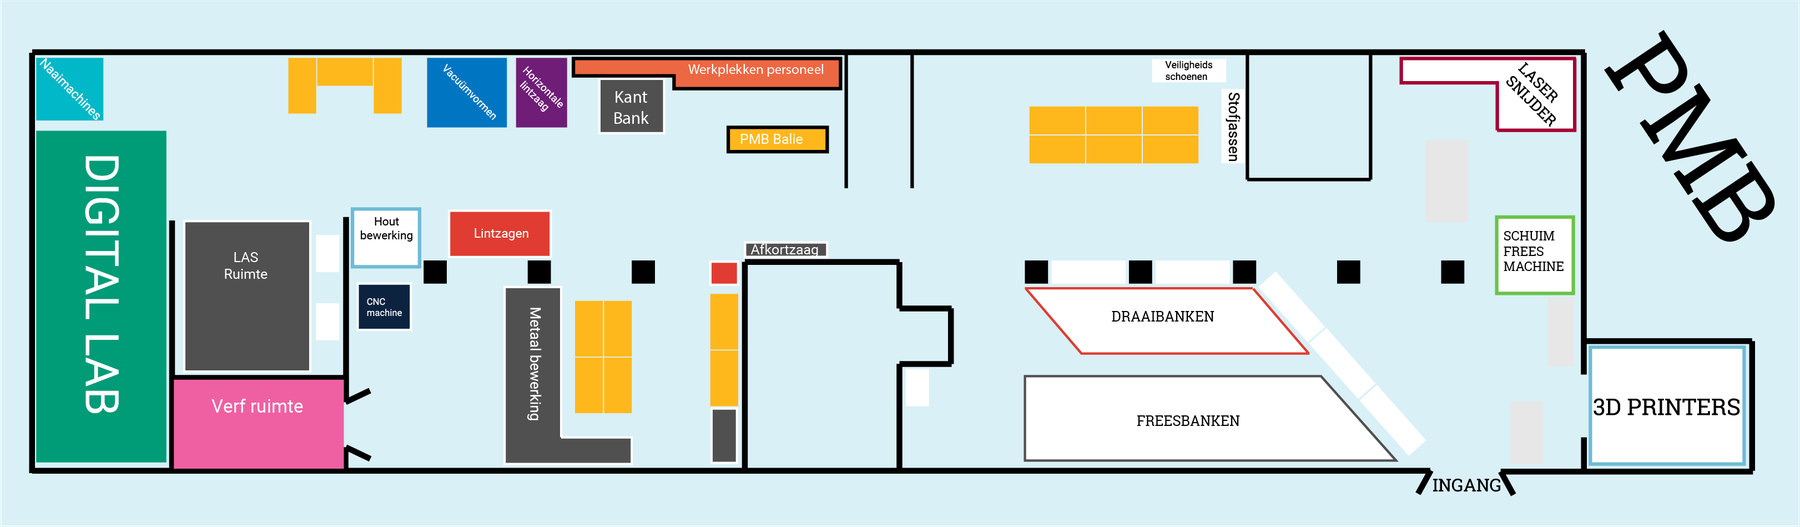 Naaimachines
Vacuümvormen
Horizontale
lintzaag
Werkplekken personeel
Kant
Bank
PMB Balie
Veiligheids
schoenen
Stofjassen
LASER
SNIJDER
PMB
DIGITAL LAB
LAS
Ruimte
Hout
bewerking
Lintzagen
Afkortzaag
SCHUIM
FREES
MACHINE
CNC
machine
Metaal bewerking
DRAAIBANKEN
Verf ruimte
FREESBANKEN
3D PRINTERS
INGANG